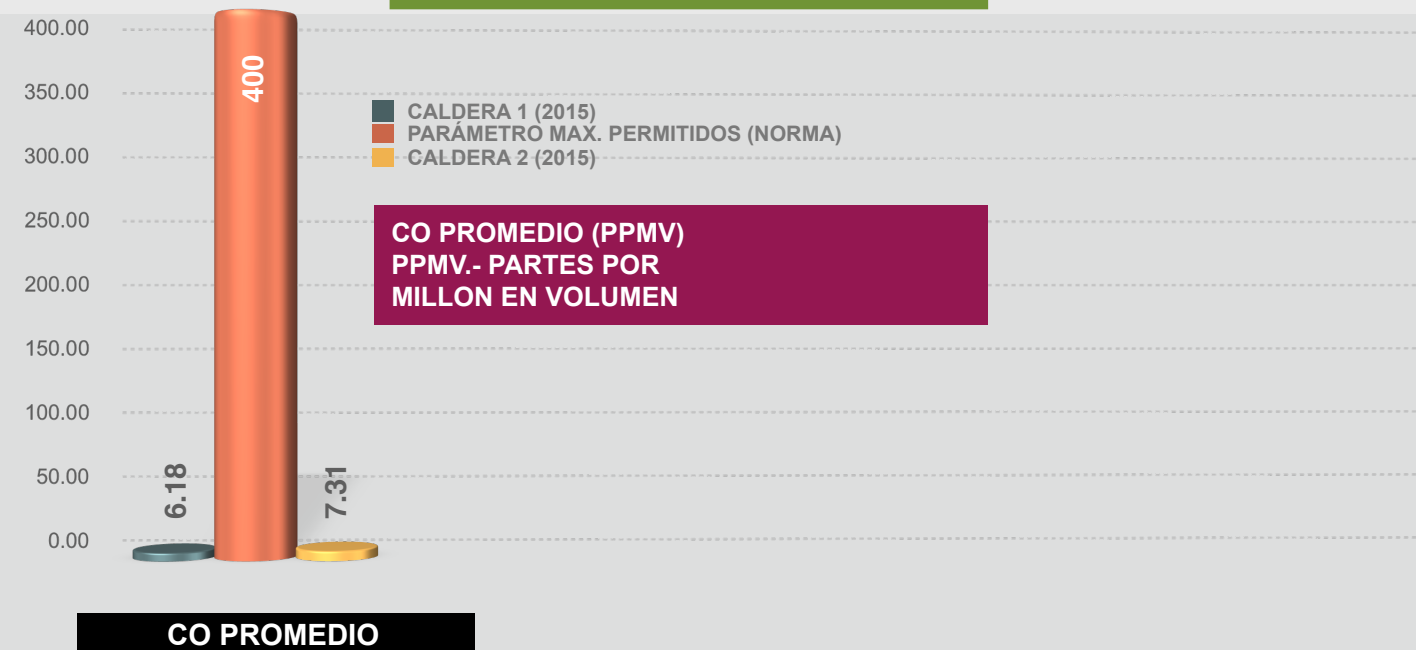 400.00
350.00
300.00
250.00
200.00
150.00
100.00
50.00
0.00
400
6.18
7.31
CALDERA 1 (2015)
PARÁMETRO MAX. PERMITIDOS (NORMA)
CALDERA 2 (2015)
CO PROMEDIO (PPMV)
PPMV.- PARTES POR
MILLON EN VOLUMEN
CO PROMEDIO